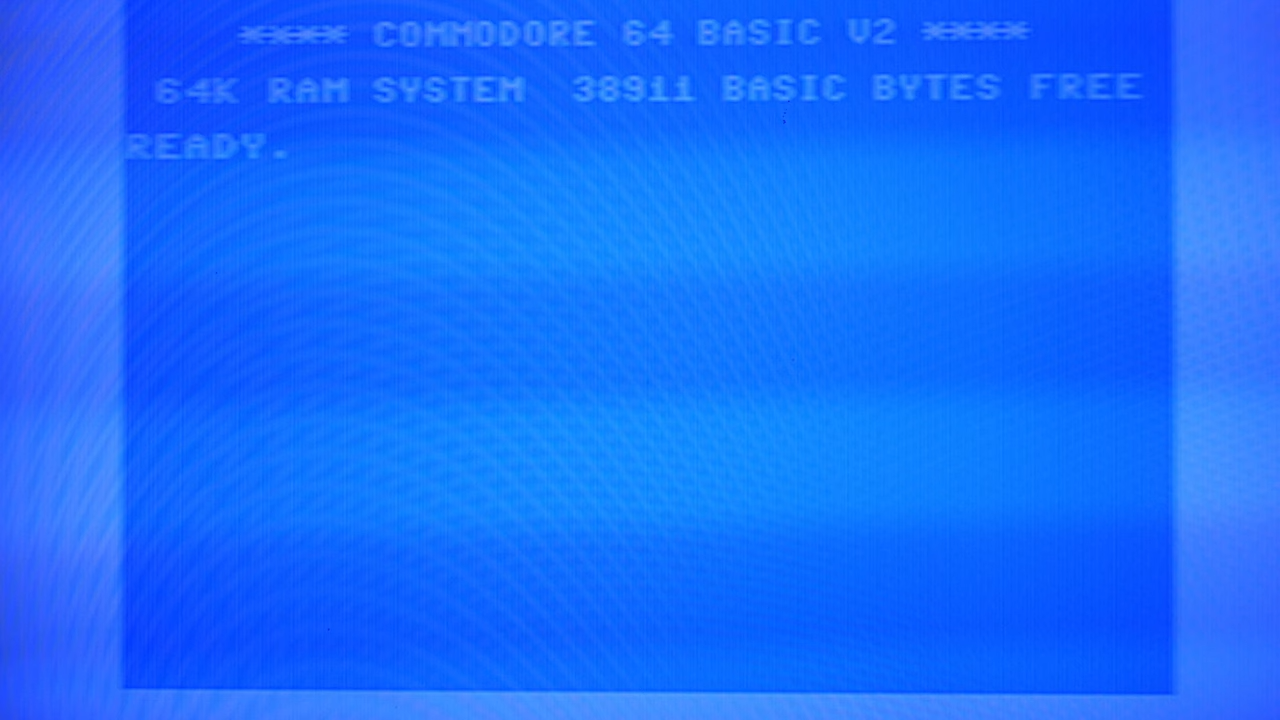 **** COMMODORE 64 BASIC V2 ****
64K RAM SYSTEM  38911 BASIC BYTES FREE
READY.